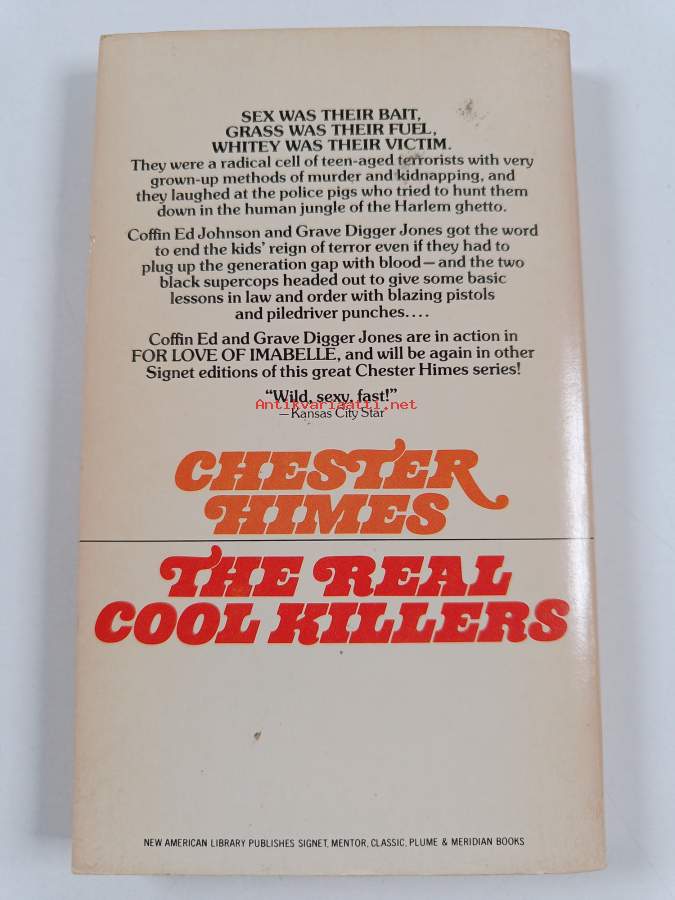 SEX WAS THEIR BAIT,
GRASS WAS THEIR FUEL,
WHITEY WAS THEIR VICTIM.
They were a radical cell of teen-aged terrorists with very
grown-up methods of murder and kidnapping, and
they laughed at the police pigs who tried to hunt them
down in the human jungle of the Harlem ghetto.
Coffin Ed Johnson and Grave Digger Jones got the word
to end the kids' reign of terror even if they had to
plug up the generation gap with blood—and the two
black supercops headed out to give some basic
lessons in law and order with blazing pistols
and piledriver punches....
Coffin Ed and Grave Digger Jones are in action in
FOR LOVE OF IMABELLE, and will be again in other
Signet editions of this great Chester Himes series!
"Wild, sexy, fast!"
Antikvariaatti.net
—Kansas City Star
CHESTER
HIMES
THE REAL
COOL KILLERS
NEW AMERICAN LIBRARY PUBLISHES SIGNET, MENTOR, CLASSIC, PLUME & MERIDIAN BOOKS